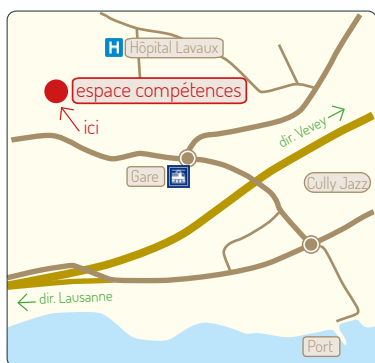 H Hôpital Lavaux
espace compétences
ici
dir. Vevey
Gare
Cully Jazz
dir. Lausanne
Port